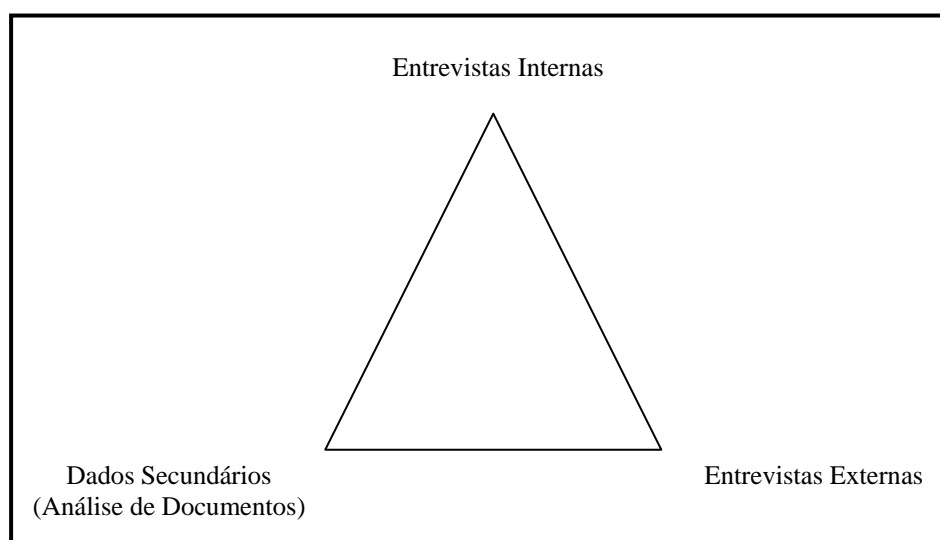 Entrevistas Internas
Dados Secundários
(Análise de Documentos)
Entrevistas Externas